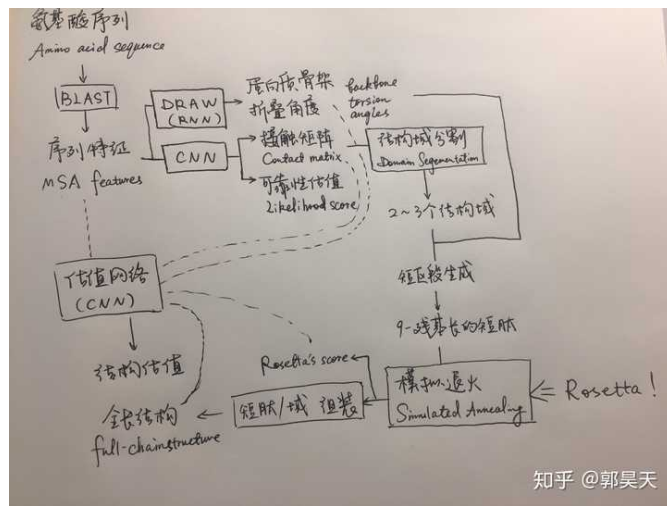 氨基酸序列
Amino acid sequence
BLAST
序列特征
MSA features
DRAW
(RNN)
CNN
蛋白质骨架
折叠角度
backbone
torsion
angles
接触矩阵
Contact matrix
可靠性估值
Likelihood score
结构域分割
Domain Segementation
2~3个结构域
短区段生成
9-残基长的短肽
模拟退火
Simulated Annealing
Rosetta!
Rosetta's score
短肽/域 组装
全长结构
full-chainstructure
估值网络
(CNN)
结构估值
知乎 @郭昊天